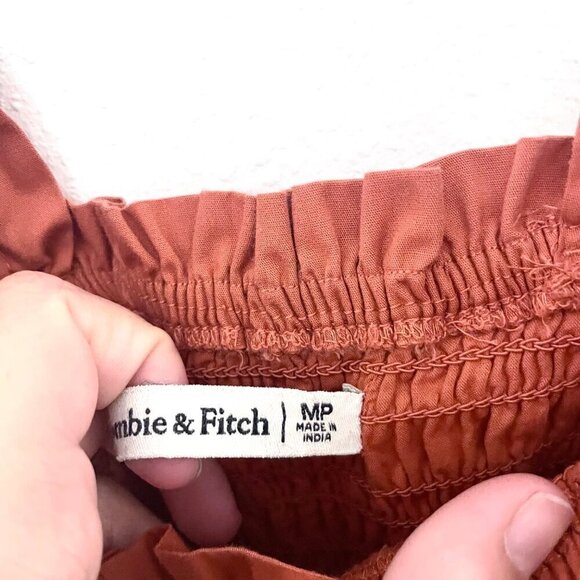 mbie & Fitch | MP
MADE IN
INDIA